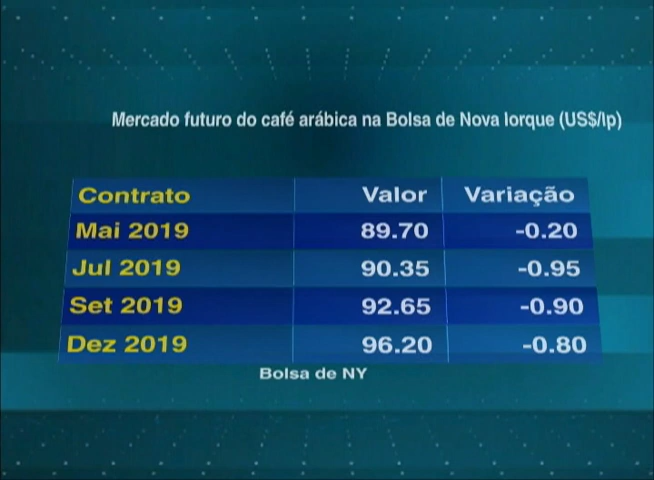 Mercado futuro do café arábica na Bolsa de Nova Iorque (US$/lp)
Contrato Valor Variação
Mai 2019 89.70 -0.20
Jul 2019 90.35 -0.95
Set 2019 92.65 -0.90
Dez 2019 96.20 -0.80
Bolsa de NY